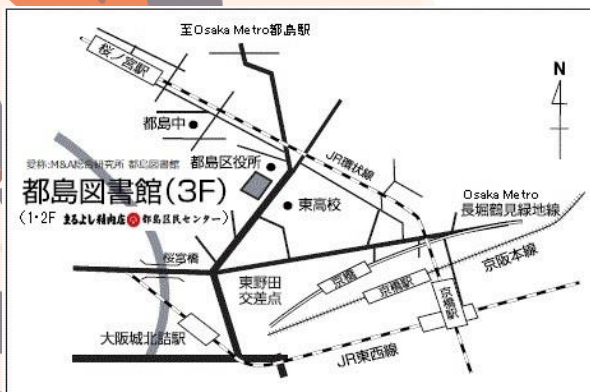 至Osaka Metro都島駅
桜ノ宮駅
N
都島中
愛称:M&A総合研究所 都島図書館
都島区役所
JR環状線
都島図書館(3F)
東高校
(1・2F まるよし精肉店 都島区民センター)
Osaka Metro
長堀鶴見緑地線
京阪本線
桜宮橋
東野田
交差点
京橋
京橋駅
京橋駅
大阪城北詰駅
JR東西線